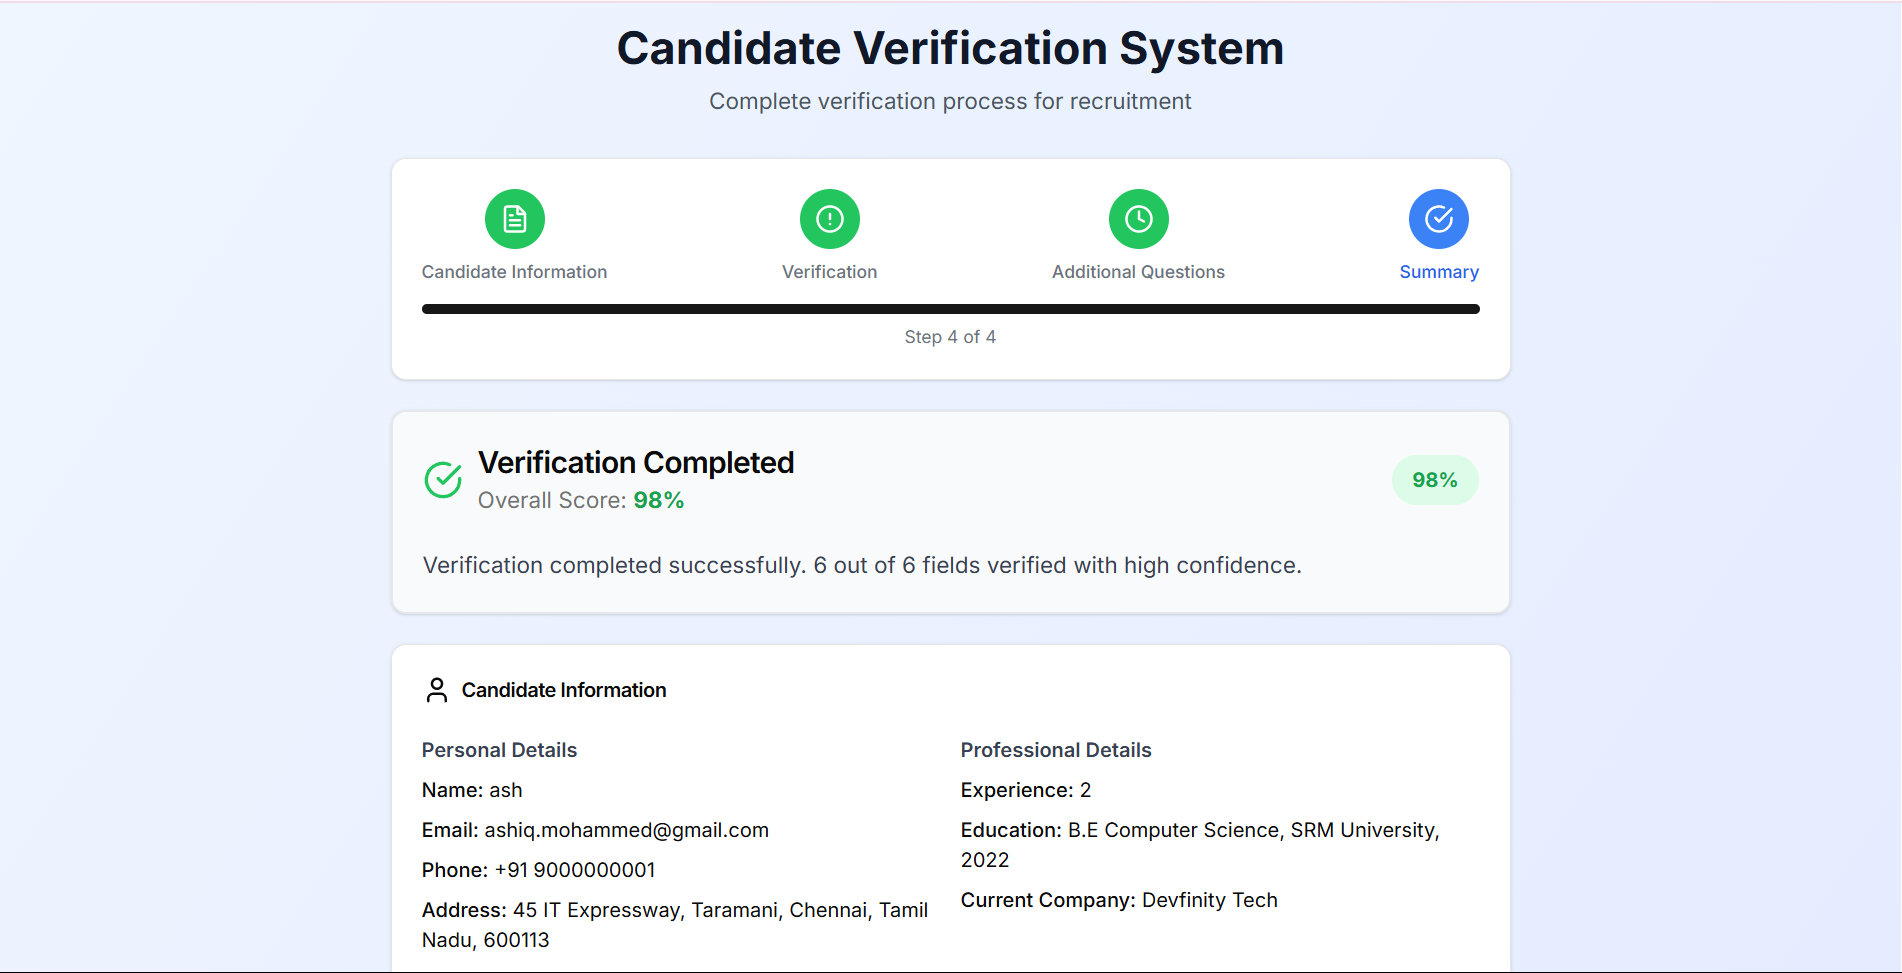 Candidate Verification System
Complete verification process for recruitment
Candidate Information
Verification
Additional Questions
Summary
Step 4 of 4
Verification Completed
Overall Score: 98%
98%
Verification completed successfully. 6 out of 6 fields verified with high confidence.
Candidate Information
Personal Details
Name: ash
Email: ashiq.mohammed@gmail.com
Phone: +91 9000000001
Address: 45 IT Expressway, Taramani, Chennai, Tamil
Nadu, 600113
Professional Details
Experience: 2
Education: B.E Computer Science, SRM University,
2022
Current Company: Devfinity Tech